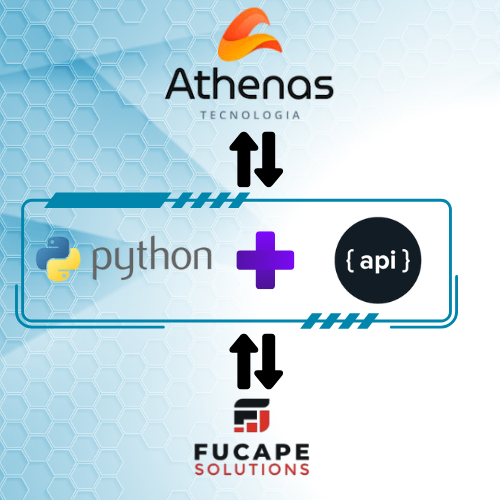 Athenas
TECNOLOGIA
python
{ api }
FUCAPE
SOLUTIONS